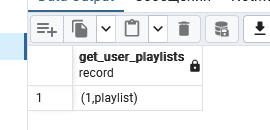 get_user_playlists
record
1 (1,playlist)